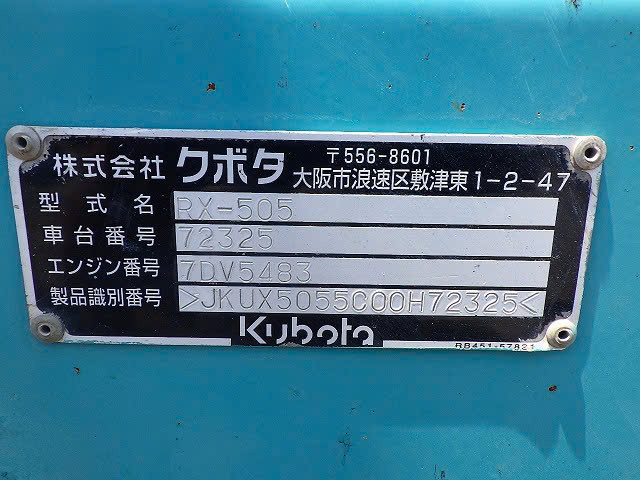 株式会社 クボタ 〒556-8601
大阪市浪速区敷津東1-2-47
型式名 RX-505
車台番号 72325
エンジン番号 7DV5483
製品識別番号 >JKUX5055C00H72325<
Kubota
RB451-57821